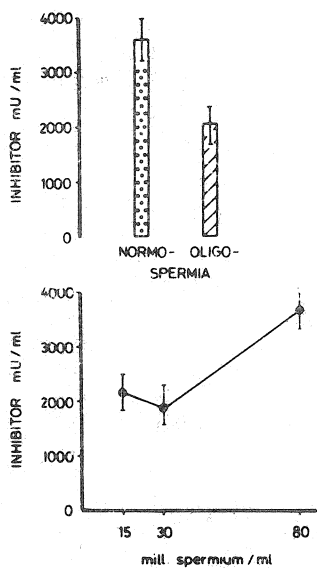 4000
3000
2000
1000
0
INHIBITOR mU/ml
NORMO- OLIGO-
SPERMIA
4000
3000
2000
1000
0
INHIBITOR mU/ml
15 30 80
mill. spermium/ml